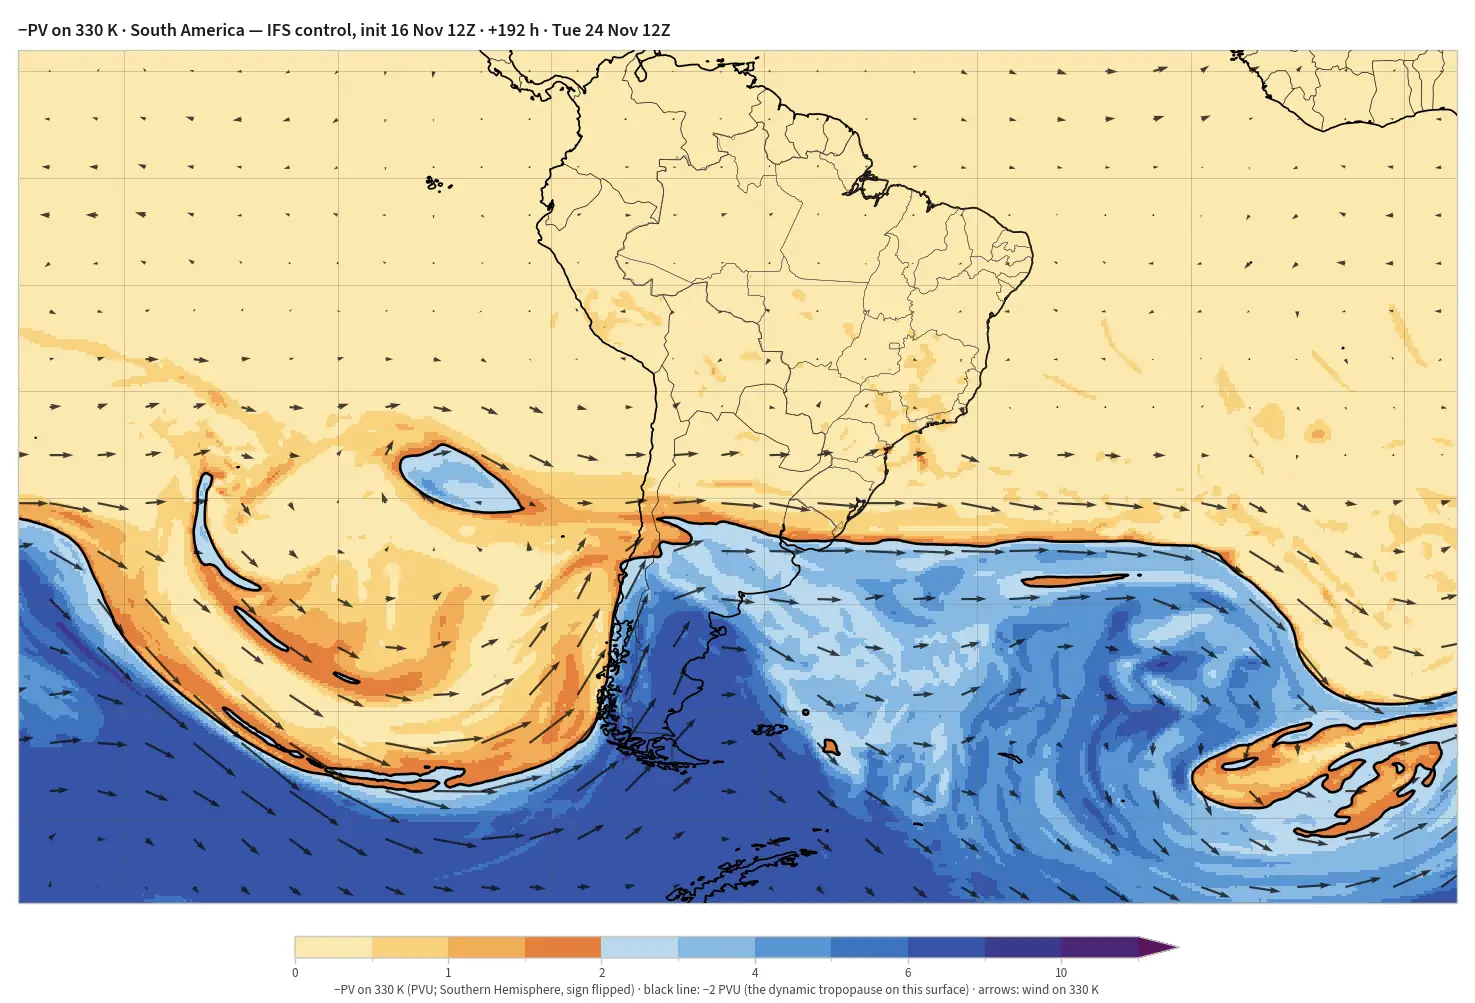 −PV on 330 K · South America — IFS control, init 16 Nov 12Z · +192 h · Tue 24 Nov 12Z
0 1 2 4 6 10
−PV on 330 K (PVU; Southern Hemisphere, sign flipped) · black line: −2 PVU (the dynamic tropopause on this surface) · arrows: wind on 330 K